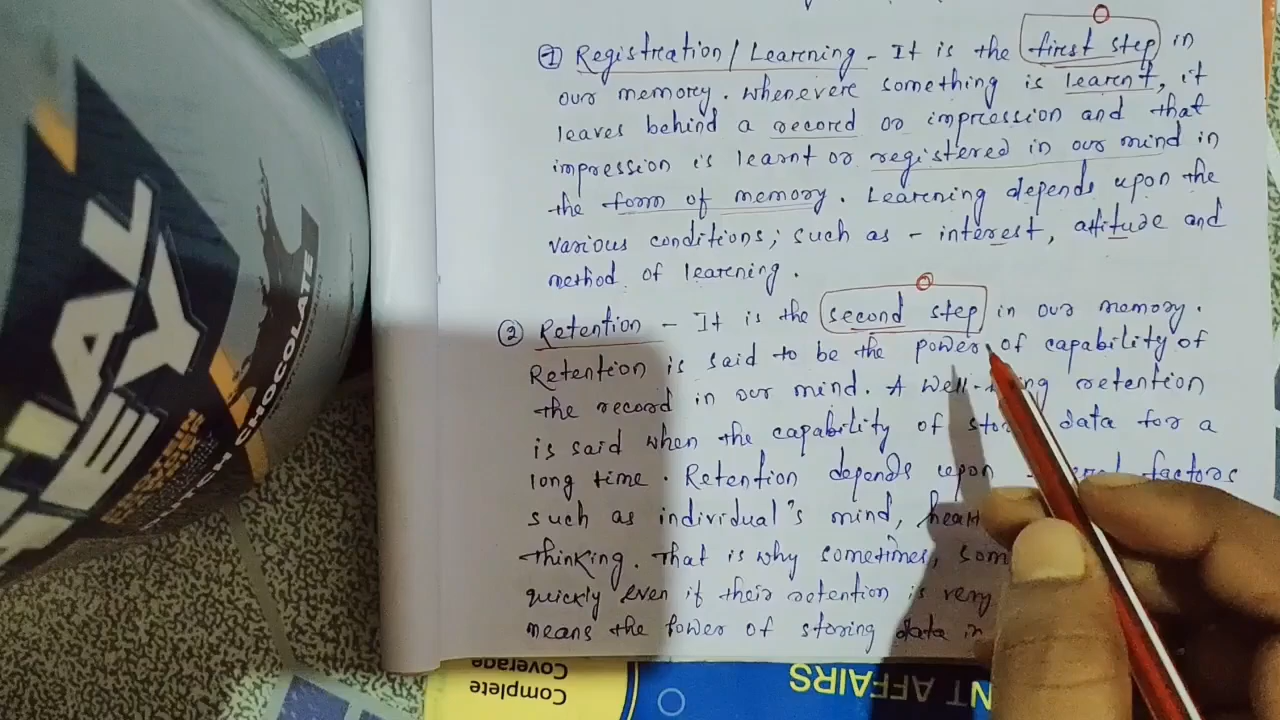 ① Registration/Learning - It is the first step in
our memory. Whenever something is learnt, it
leaves behind a record or impression and that
impression is learnt or registered in our mind in
the form of memory. Learning depends upon the
various conditions; such as - interest, attitude and
method of learning.
② Retention - It is the second step in our memory.
Retention is said to be the power of capability of
the record in our mind. A well- retention
is said when the capability of data for a
long time. Retention depends upon factors
such as individual's mind,
thinking. That is why sometimes,
quickly even if their retention is very
means the power of storing data in
CHOCOLATE
Complete
Coverage
NT AFFAIRS